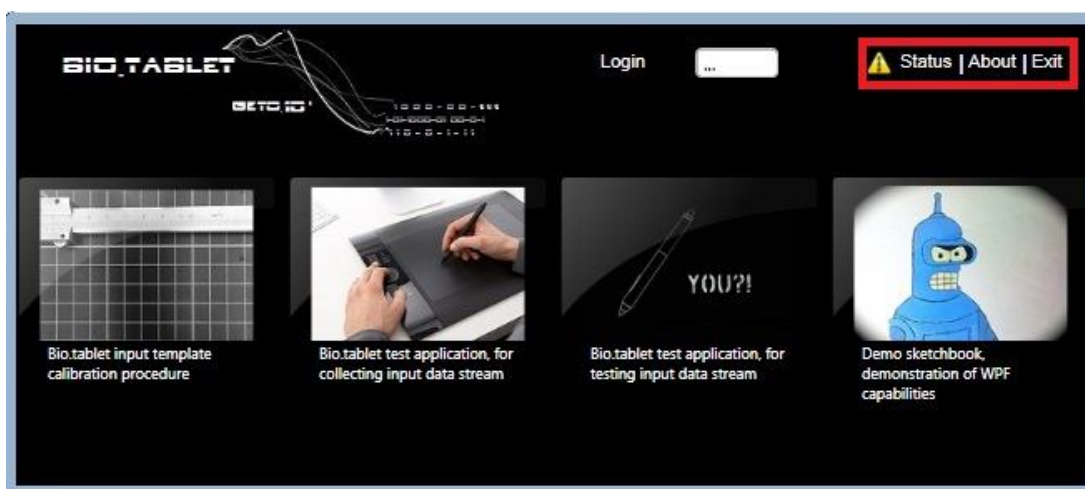 BIO.TABLET
Login
...
Status | About | Exit
YOU?!
Bio.tablet input template
calibration procedure
Bio.tablet test application, for
collecting input data stream
Bio.tablet test application, for
testing input data stream
Demo sketchbook,
demonstration of WPF
capabilities